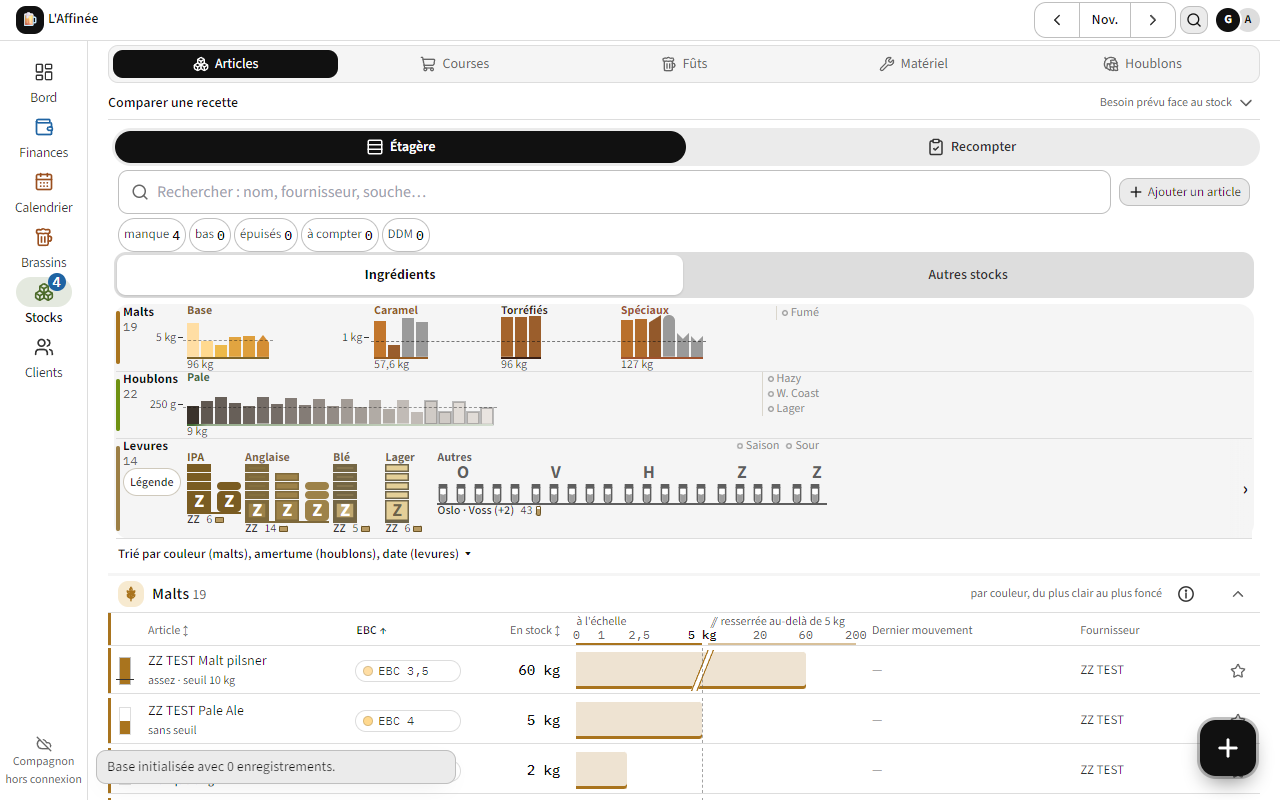 L'Affinée
Nov.
G
A
Articles
Courses
Fûts
Matériel
Houblons
Bord
Finances
Calendrier
Brassins
4
Stocks
Clients
Comparer une recette
Besoin prévu face au stock
Étagère
Recompter
Rechercher : nom, fournisseur, souche…
Ajouter un article
manque 4
bas 0
épuisés 0
à compter 0
DDM 0
Ingrédients
Autres stocks
Malts
19
Base
Caramel
Torréfiés
Spéciaux
Fumé
5 kg
1 kg
96 kg
57,6 kg
96 kg
127 kg
Houblons
22
Pale
Hazy
W. Coast
Lager
250 g
9 kg
Levures
14
Légende
Saison
Sour
IPA
Anglaise
Blé
Lager
Autres
O V H Z Z
Z Z Z Z Z Z Z
ZZ 6
ZZ 14
ZZ 5
ZZ 6
Oslo · Voss (+2) 43
Trié par couleur (malts), amertume (houblons), date (levures)
Malts 19
par couleur, du plus clair au plus foncé
Article
EBC
En stock
à l'échelle
// resserrée au-delà de 5 kg
0 1 2,5 5 kg 20 60 200
Dernier mouvement
Fournisseur
ZZ TEST Malt pilsner
assez · seuil 10 kg
EBC 3,5
60 kg
—
ZZ TEST
ZZ TEST Pale Ale
sans seuil
EBC 4
5 kg
—
ZZ TEST
2 kg
—
ZZ TEST
Compagnon
hors connexion
Base initialisée avec 0 enregistrements.